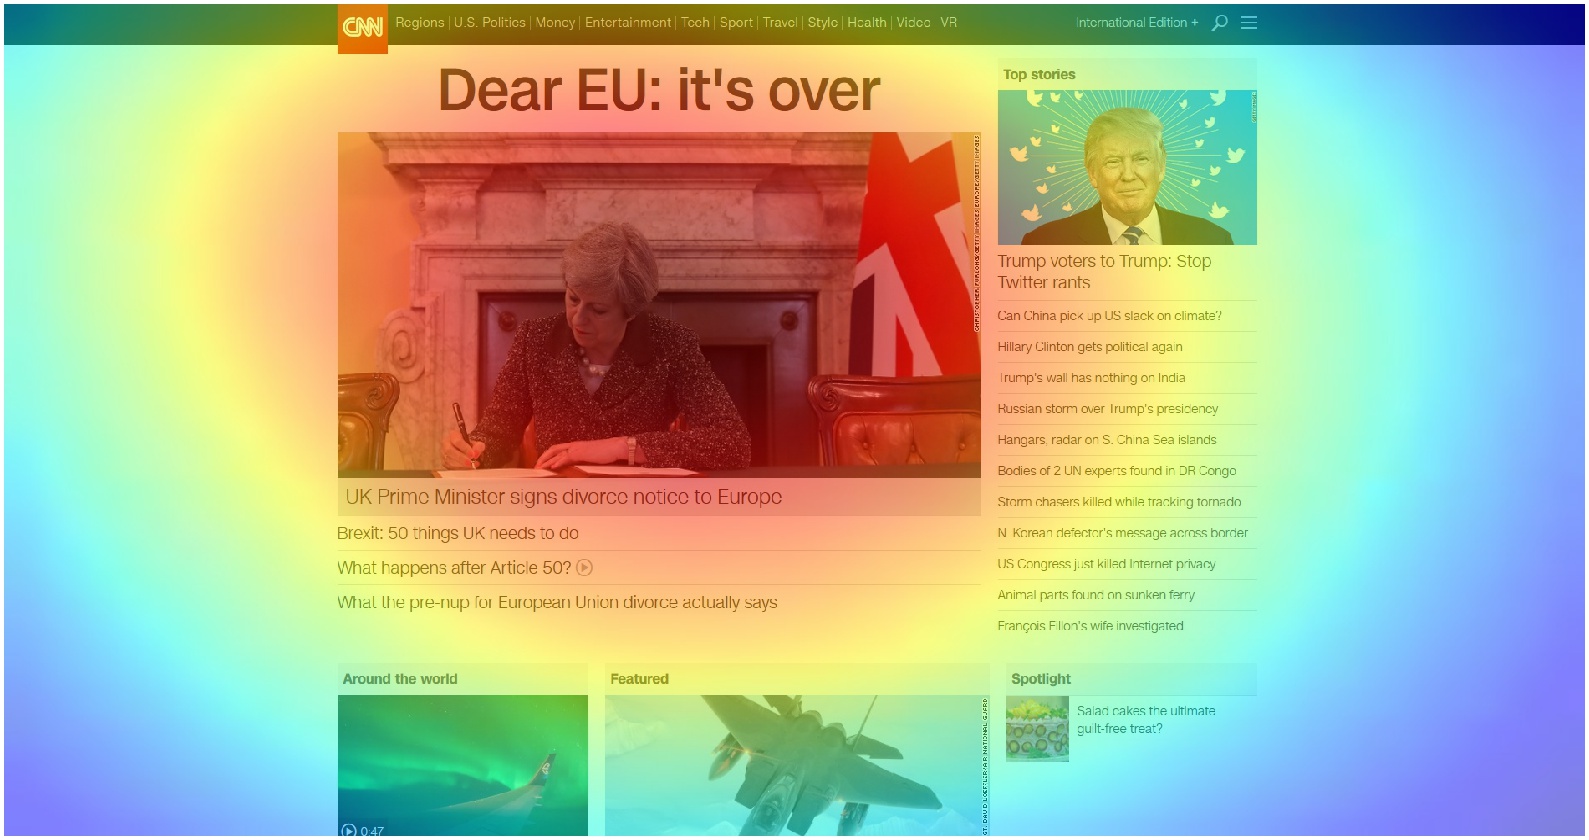 CNN
Regions U.S. Politics Money Entertainment Tech Sport Travel Style Health Video VR
International Edition +
Dear EU: it's over
UK Prime Minister signs divorce notice to Europe
Brexit: 50 things UK needs to do
What happens after Article 50?
What the pre-nup for European Union divorce actually says
Top stories
Trump voters to Trump: Stop
Twitter rants
Can China pick up US slack on climate?
Hillary Clinton gets political again
Trump's wall has nothing on India
Russian storm over Trump's presidency
Hangars, radar on S. China Sea islands
Bodies of 2 UN experts found in DR Congo
Storm chasers killed while tracking tornado
N. Korean defector's message across border
US Congress just killed Internet privacy
Animal parts found on sunken ferry
François Fillon's wife investigated
Around the world
0:47
Featured
Spotlight
Salad cakes the ultimate
guilt-free treat?